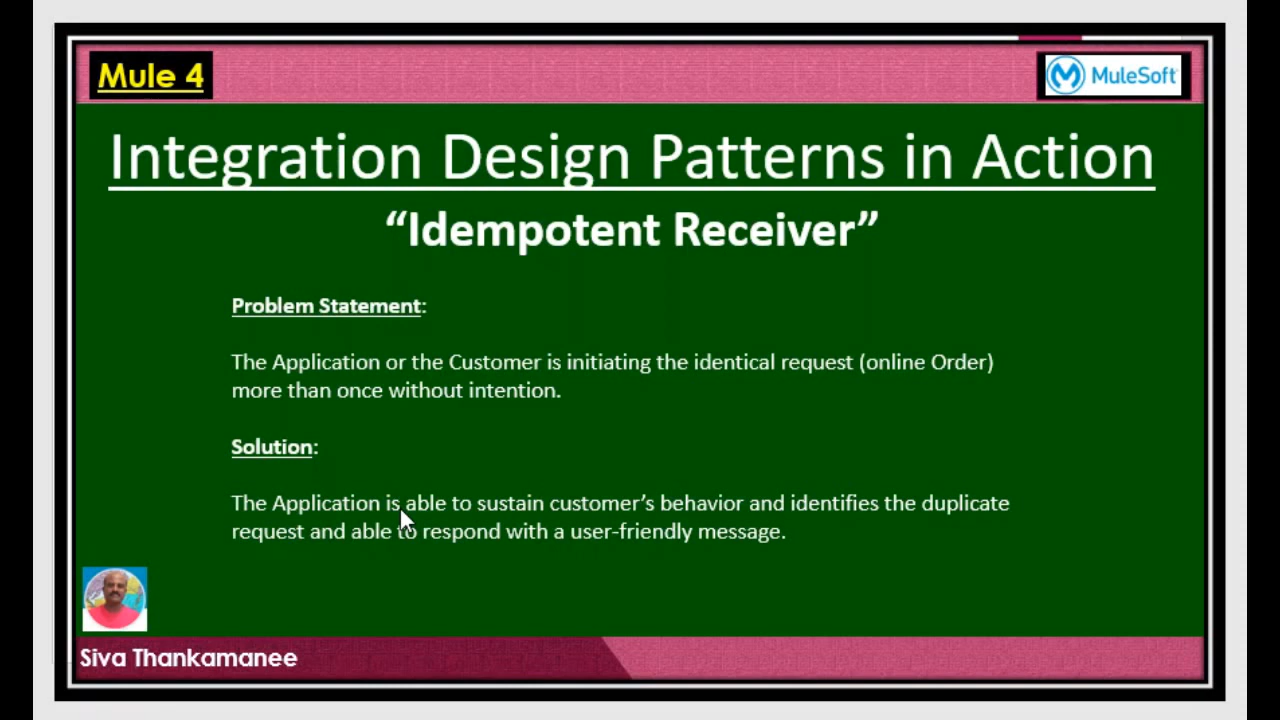 Mule 4
MuleSoft
Integration Design Patterns in Action
“Idempotent Receiver”
Problem Statement:
The Application or the Customer is initiating the identical request (online Order)
more than once without intention.
Solution:
The Application is able to sustain customer’s behavior and identifies the duplicate
request and able to respond with a user-friendly message.
Siva Thankamanee